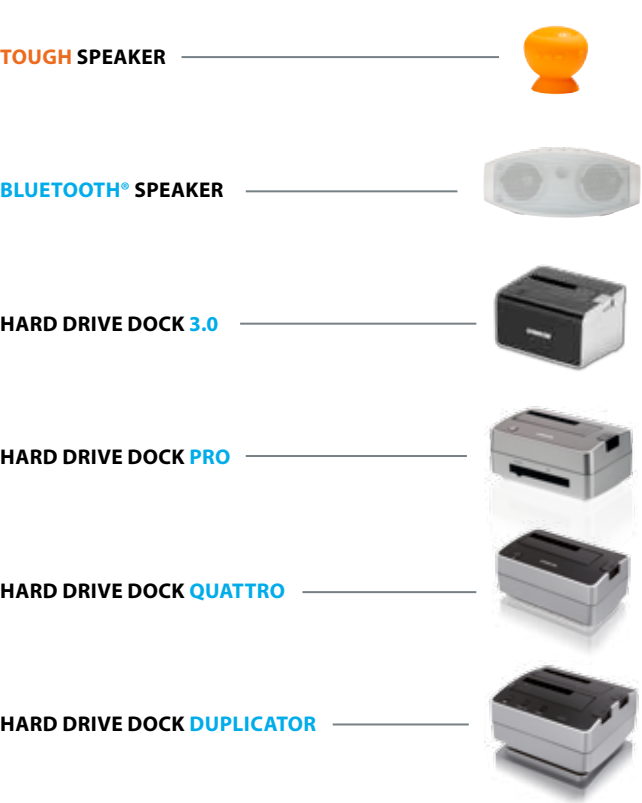 TOUGH SPEAKER
BLUETOOTH® SPEAKER
HARD DRIVE DOCK 3.0
HARD DRIVE DOCK PRO
HARD DRIVE DOCK QUATTRO
HARD DRIVE DOCK DUPLICATOR